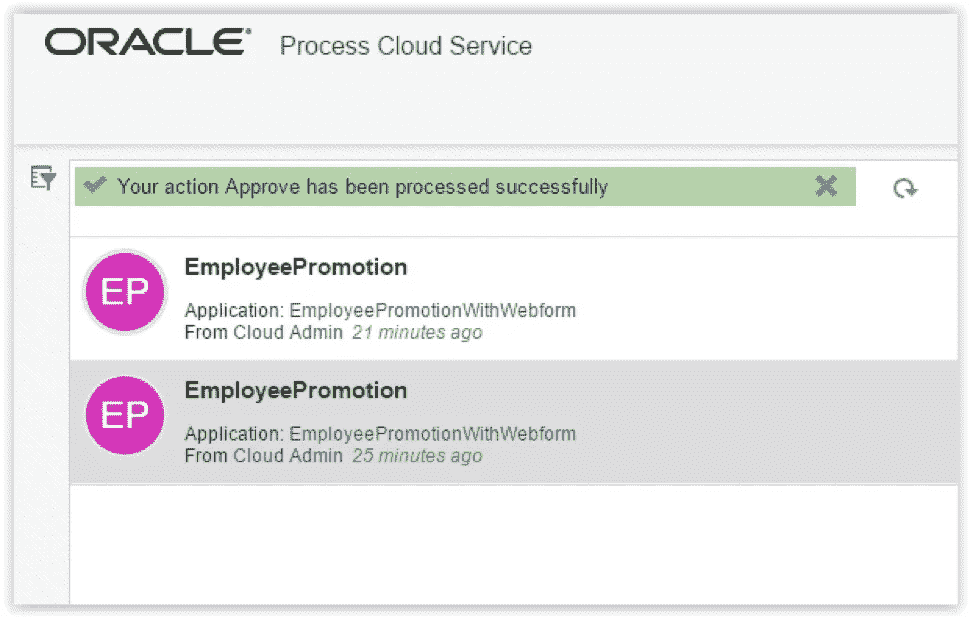 ORACLE® Process Cloud Service
Your action Approve has been processed successfully
EP
EmployeePromotion
Application: EmployeePromotionWithWebform
From Cloud Admin 21 minutes ago
EP
EmployeePromotion
Application: EmployeePromotionWithWebform
From Cloud Admin 25 minutes ago